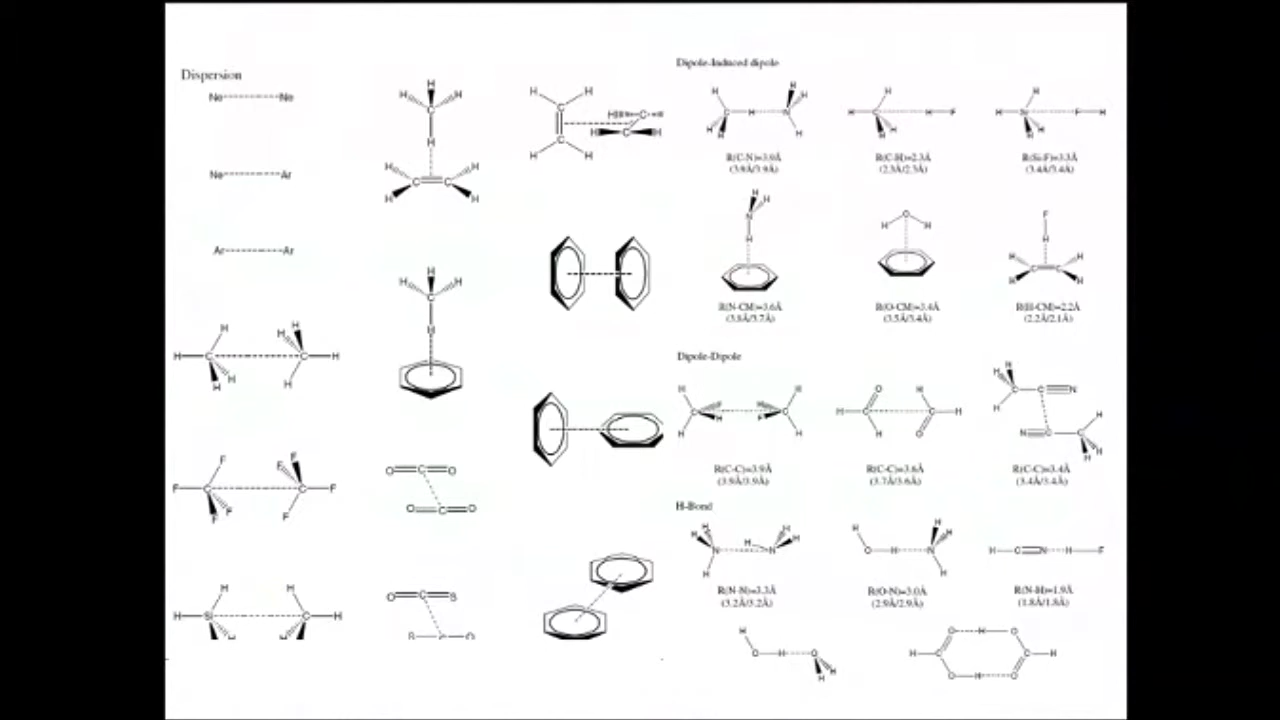 Dispersion
Ne Ne
Ne Ar
Ar Ar
Dipole-Induced dipole
R(C-N)=3.9Å
(3.9Å/3.9Å)
R(C-H)=2.3Å
(2.3Å/2.3Å)
R(Si-F)=3.3Å
(3.4Å/3.4Å)
R(N-CM)=3.6Å
(3.8Å/3.7Å)
R(O-CM)=3.4Å
(3.5Å/3.4Å)
R(H-CM)=2.2Å
(2.2Å/2.1Å)
Dipole-Dipole
R(C-C)=3.9Å
(3.9Å/3.9Å)
R(C-C)=3.6Å
(3.7Å/3.6Å)
R(C-C)=3.4Å
(3.4Å/3.4Å)
H-Bond
R(N-N)=3.3Å
(3.2Å/3.2Å)
R(O-N)=3.0Å
(2.9Å/2.9Å)
R(N-H)=1.9Å
(1.8Å/1.8Å)